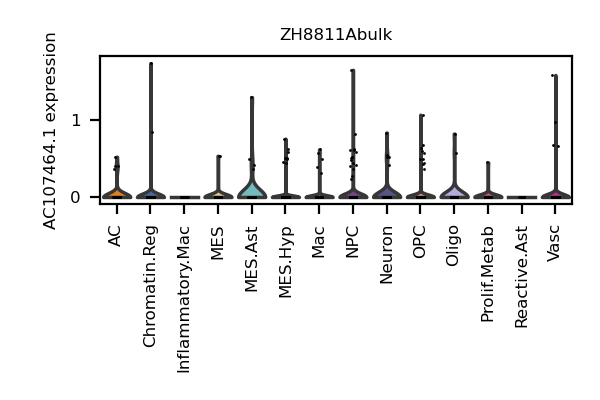 ZH8811Abulk
AC107464.1 expression
1
0
AC
Chromatin.Reg
Inflammatory.Mac
MES
MES.Ast
MES.Hyp
Mac
NPC
Neuron
OPC
Oligo
Prolif.Metab
Reactive.Ast
Vasc